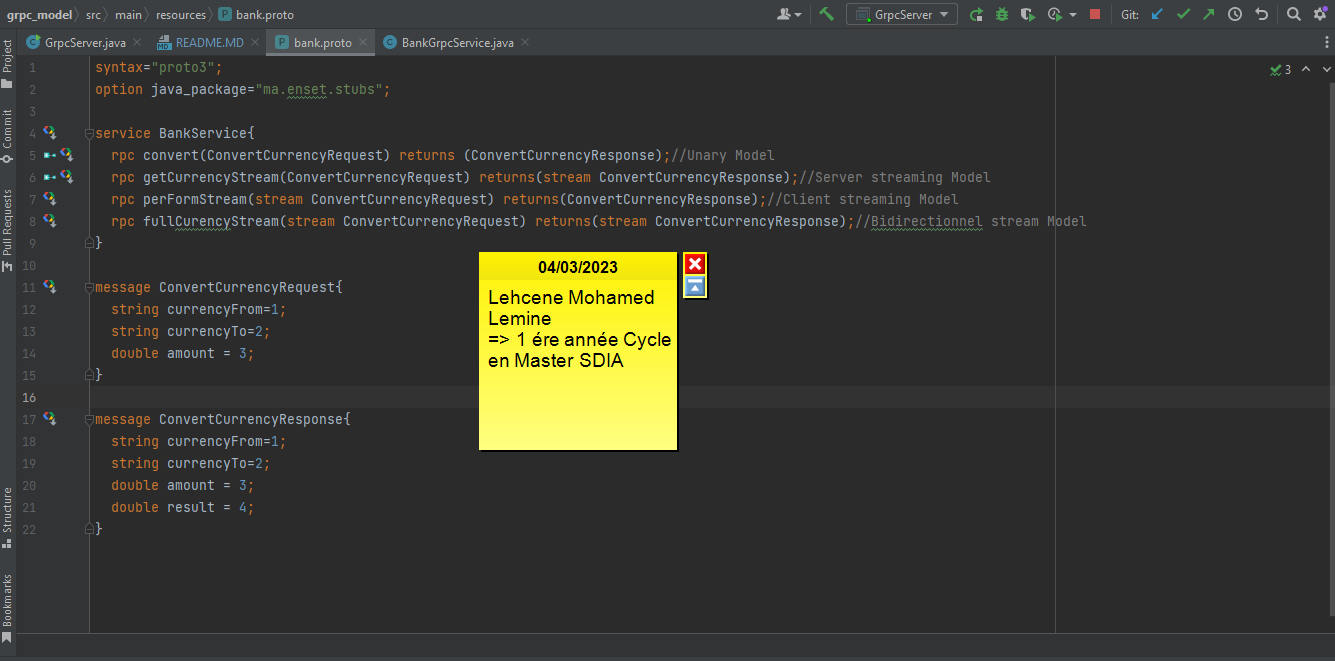 grpc_model src main resources bank.proto GrpcServer Git:
GrpcServer.java README.MD bank.proto BankGrpcService.java
Project
Commit
Pull Requests
Structure
Bookmarks
3
1 syntax="proto3";
2 option java_package="ma.enset.stubs";
3
4 service BankService{
5 rpc convert(ConvertCurrencyRequest) returns (ConvertCurrencyResponse);//Unary Model
6 rpc getCurrencyStream(ConvertCurrencyRequest) returns(stream ConvertCurrencyResponse);//Server streaming Model
7 rpc perFormStream(stream ConvertCurrencyRequest) returns(ConvertCurrencyResponse);//Client streaming Model
8 rpc fullCurencyStream(stream ConvertCurrencyRequest) returns(stream ConvertCurrencyResponse);//Bidirectionnel stream Model
9 }
10
11 message ConvertCurrencyRequest{
12 string currencyFrom=1;
13 string currencyTo=2;
14 double amount = 3;
15 }
16
17 message ConvertCurrencyResponse{
18 string currencyFrom=1;
19 string currencyTo=2;
20 double amount = 3;
21 double result = 4;
22 }
04/03/2023
Lehcene Mohamed
Lemine
=> 1 ére année Cycle
en Master SDIA